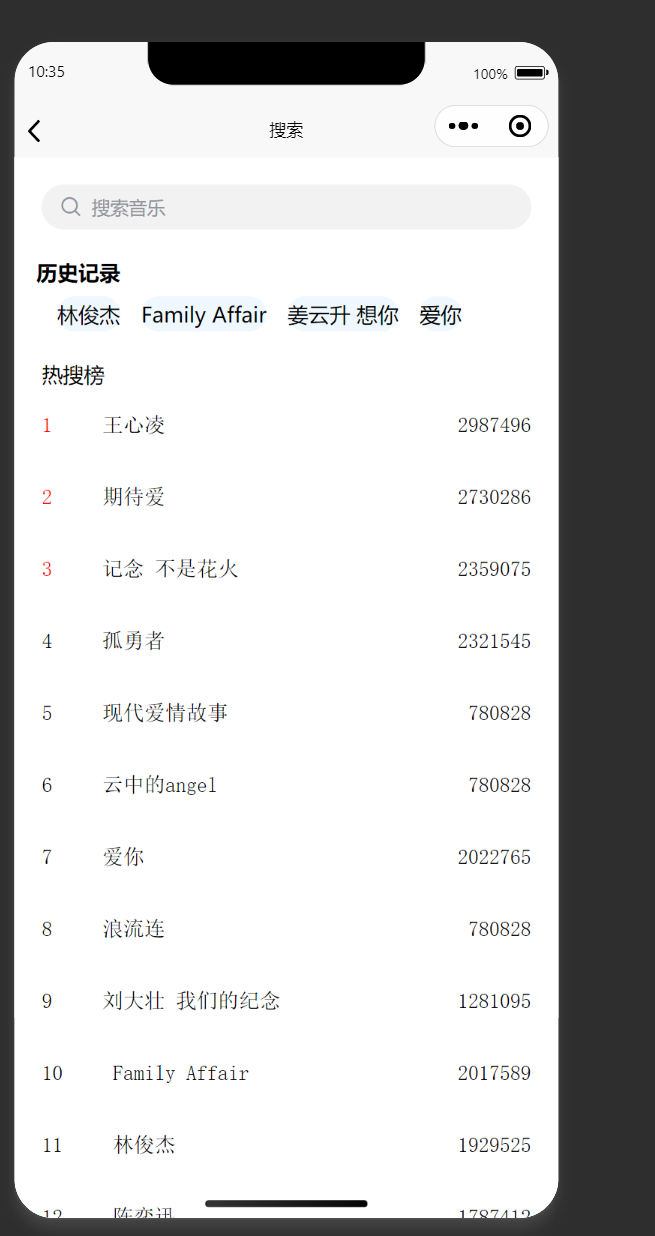 10:35 100%
搜索
搜索音乐
历史记录
林俊杰 Family Affair 姜云升 想你 爱你
热搜榜
1 王心凌 2987496
2 期待爱 2730286
3 记念 不是花火 2359075
4 孤勇者 2321545
5 现代爱情故事 780828
6 云中的angel 780828
7 爱你 2022765
8 浪流连 780828
9 刘大壮 我们的纪念 1281095
10 Family Affair 2017589
11 林俊杰 1929525
12 陈奕迅 1787412